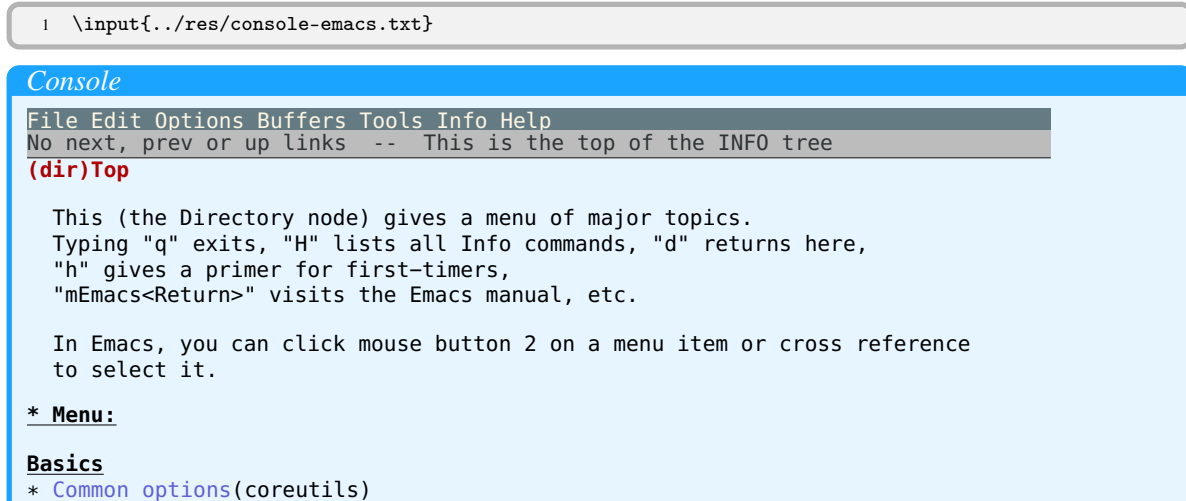 1 \input{../res/console-emacs.txt}
Console
File Edit Options Buffers Tools Info Help
No next, prev or up links -- This is the top of the INFO tree
(dir)Top
This (the Directory node) gives a menu of major topics.
Typing "q" exits, "H" lists all Info commands, "d" returns here,
"h" gives a primer for first-timers,
"mEmacs<Return>" visits the Emacs manual, etc.
In Emacs, you can click mouse button 2 on a menu item or cross reference
to select it.
* Menu:
Basics
* Common options(coreutils)